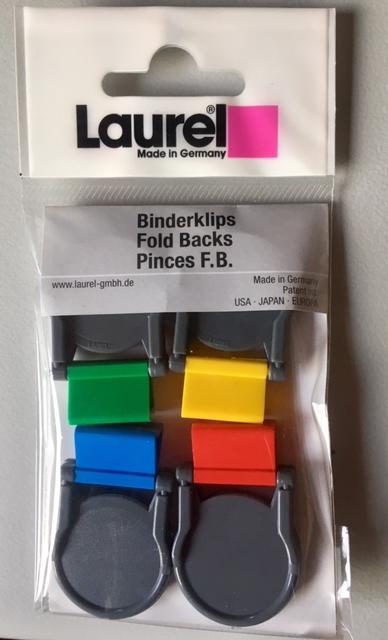 Laurel®
Made in Germany
Binderklips
Fold Backs
Pinces F.B.
www.laurel-gmbh.de
Made in Germany
USA · JAPAN · EUROPA